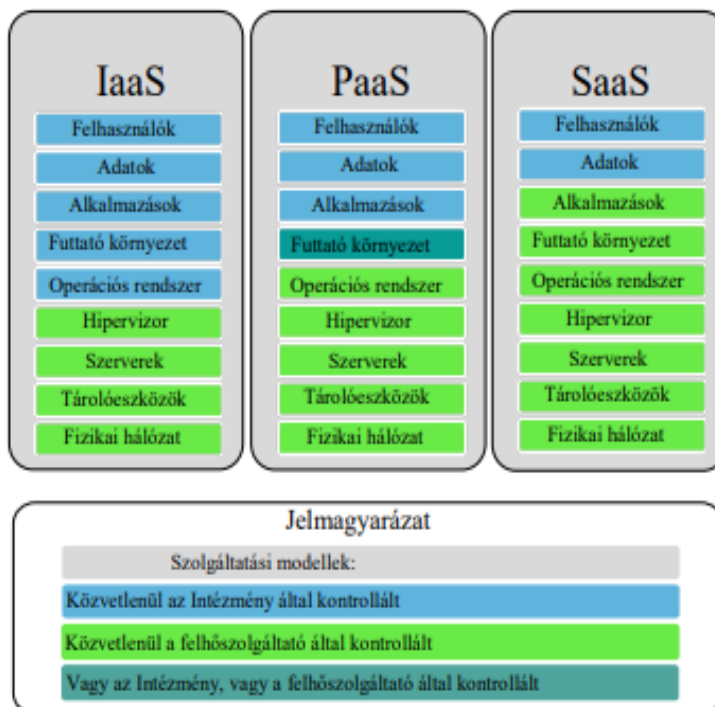 IaaS
Felhasználók
Adatok
Alkalmazások
Futtató környezet
Operációs rendszer
Hipervizor
Szerverek
Tárolóeszközök
Fizikai hálózat
PaaS
Felhasználók
Adatok
Alkalmazások
Futtató környezet
Operációs rendszer
Hipervizor
Szerverek
Tárolóeszközök
Fizikai hálózat
SaaS
Felhasználók
Adatok
Alkalmazások
Futtató környezet
Operációs rendszer
Hipervizor
Szerverek
Tárolóeszközök
Fizikai hálózat
Jelmagyarázat
Szolgáltatási modellek:
Közvetlenül az Intézmény által kontrollált
Közvetlenül a felhőszolgáltató által kontrollált
Vagy az Intézmény, vagy a felhőszolgáltató által kontrollált